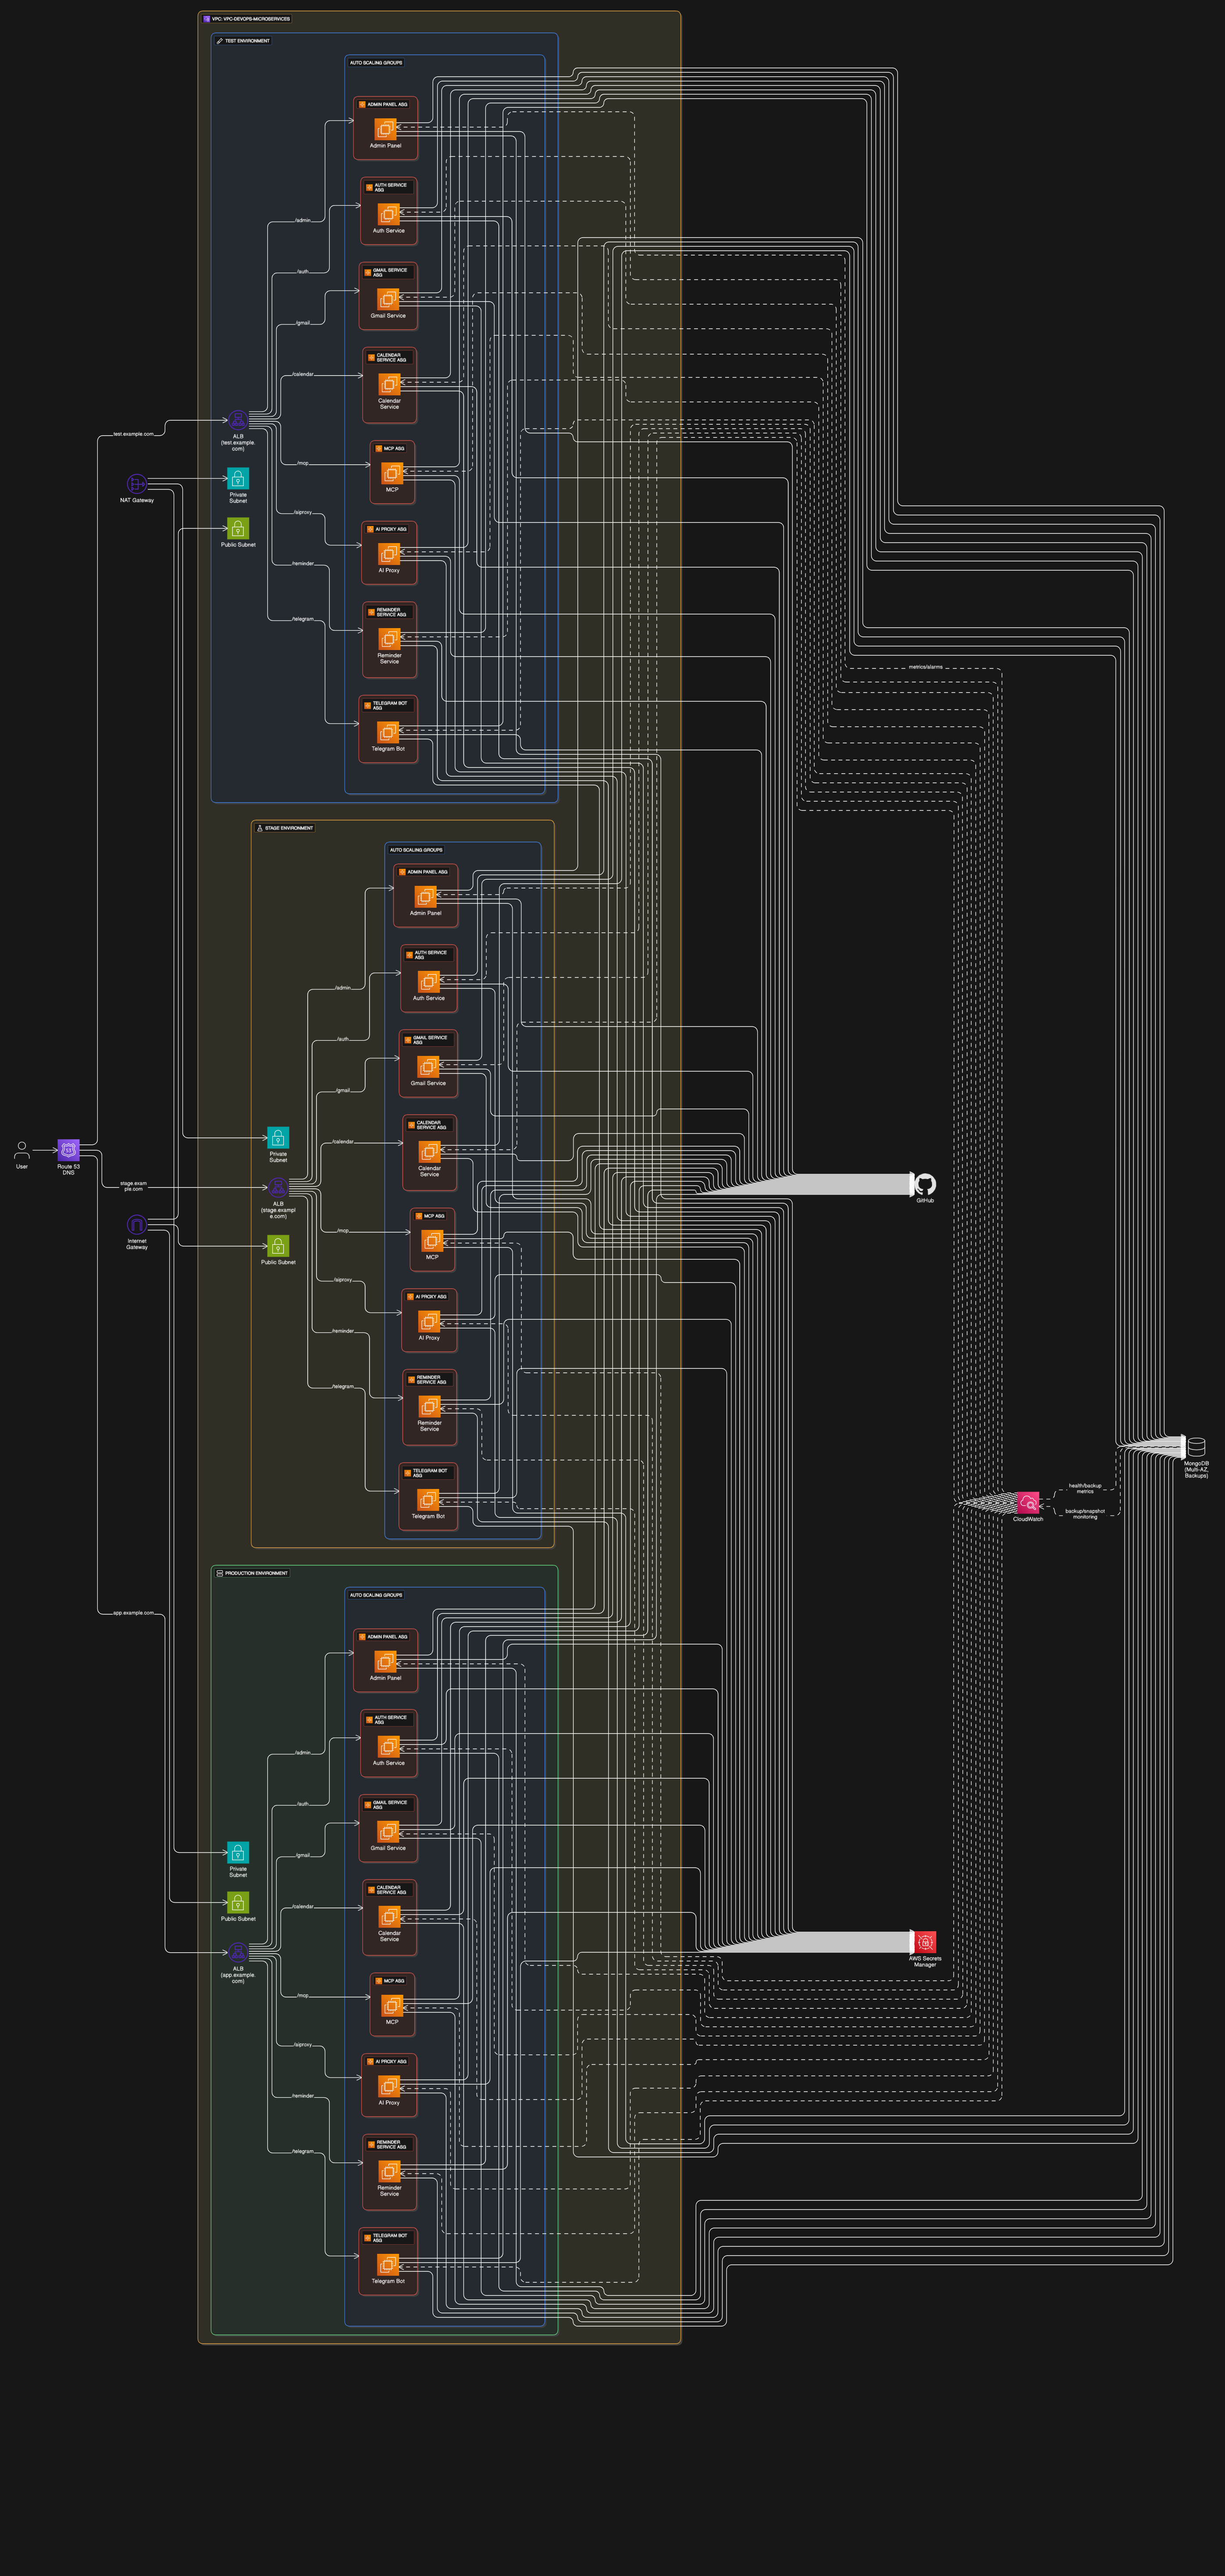 VPC: VPC-DEVOPS-MICROSERVICES
TEST ENVIRONMENT
AUTO SCALING GROUPS
ADMIN PANEL ASG
Admin Panel
AUTH SERVICE
ASG
Auth Service
GMAIL SERVICE
ASG
Gmail Service
CALENDAR
SERVICE ASG
Calendar
Service
MCP ASG
MCP
AI PROXY ASG
AI Proxy
REMINDER
SERVICE ASG
Reminder
Service
TELEGRAM BOT
ASG
Telegram Bot
/admin
/auth
/gmail
/calendar
/mcp
/aiproxy
/reminder
/telegram
test.example.com
ALB
(test.example.
com)
NAT Gateway
Private
Subnet
Public Subnet
metrics/alarms
STAGE ENVIRONMENT
AUTO SCALING GROUPS
ADMIN PANEL ASG
Admin Panel
AUTH SERVICE
ASG
Auth Service
GMAIL SERVICE
ASG
Gmail Service
CALENDAR
SERVICE ASG
Calendar
Service
MCP ASG
MCP
AI PROXY ASG
AI Proxy
REMINDER
SERVICE ASG
Reminder
Service
TELEGRAM BOT
ASG
Telegram Bot
/admin
/auth
/gmail
/calendar
/mcp
/aiproxy
/reminder
/telegram
User
Route 53
DNS
stage.exam
ple.com
Internet
Gateway
Private
Subnet
ALB
(stage.exampl
e.com)
Public Subnet
GitHub
MongoDB
(Multi-AZ,
Backups)
health/backup
metrics
backup/snapshot
monitoring
CloudWatch
PRODUCTION ENVIRONMENT
AUTO SCALING GROUPS
ADMIN PANEL ASG
Admin Panel
AUTH SERVICE
ASG
Auth Service
GMAIL SERVICE
ASG
Gmail Service
CALENDAR
SERVICE ASG
Calendar
Service
MCP ASG
MCP
AI PROXY ASG
AI Proxy
REMINDER
SERVICE ASG
Reminder
Service
TELEGRAM BOT
ASG
Telegram Bot
app.example.com
/admin
/auth
/gmail
/calendar
/mcp
/aiproxy
/reminder
/telegram
Private
Subnet
Public Subnet
ALB
(app.example.
com)
AWS Secrets
Manager